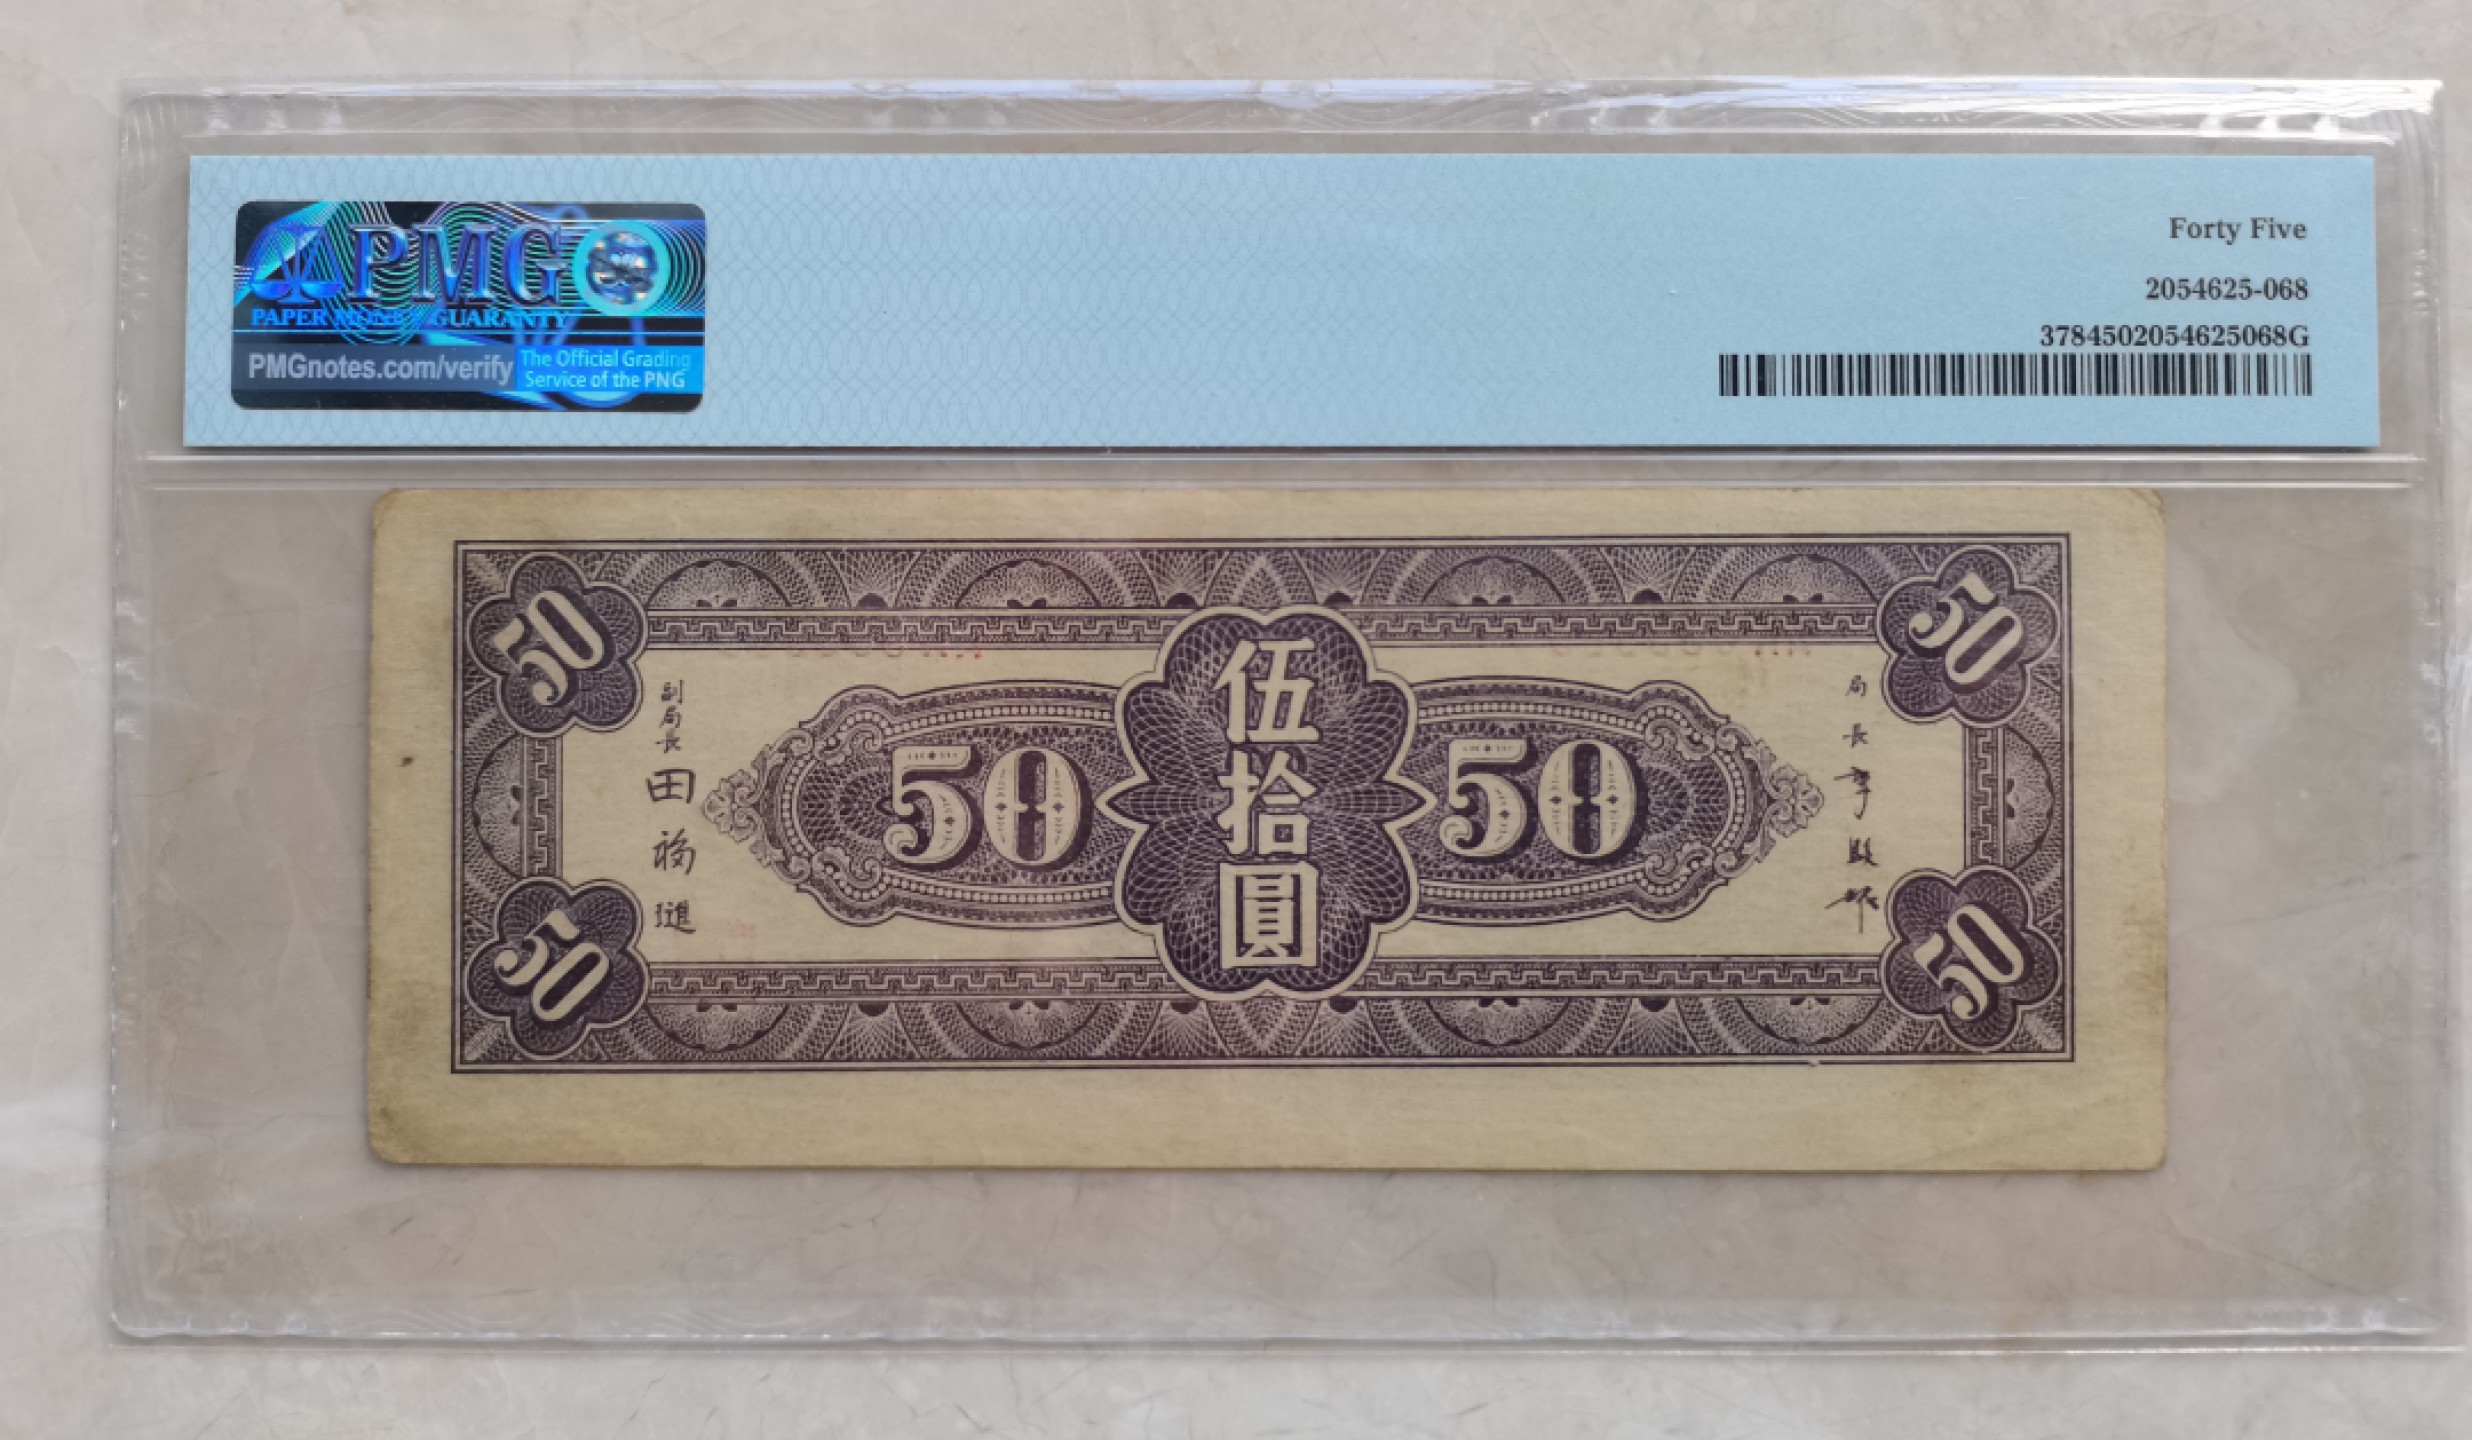 PMG
PAPER MONEY GUARANTY
PMGnotes.com/verify
The Official Grading
Service of the PNG
Forty Five
2054625-068
3784502054625068G
50
50
副局長
田
50
伍拾圓
50
局長
50
50